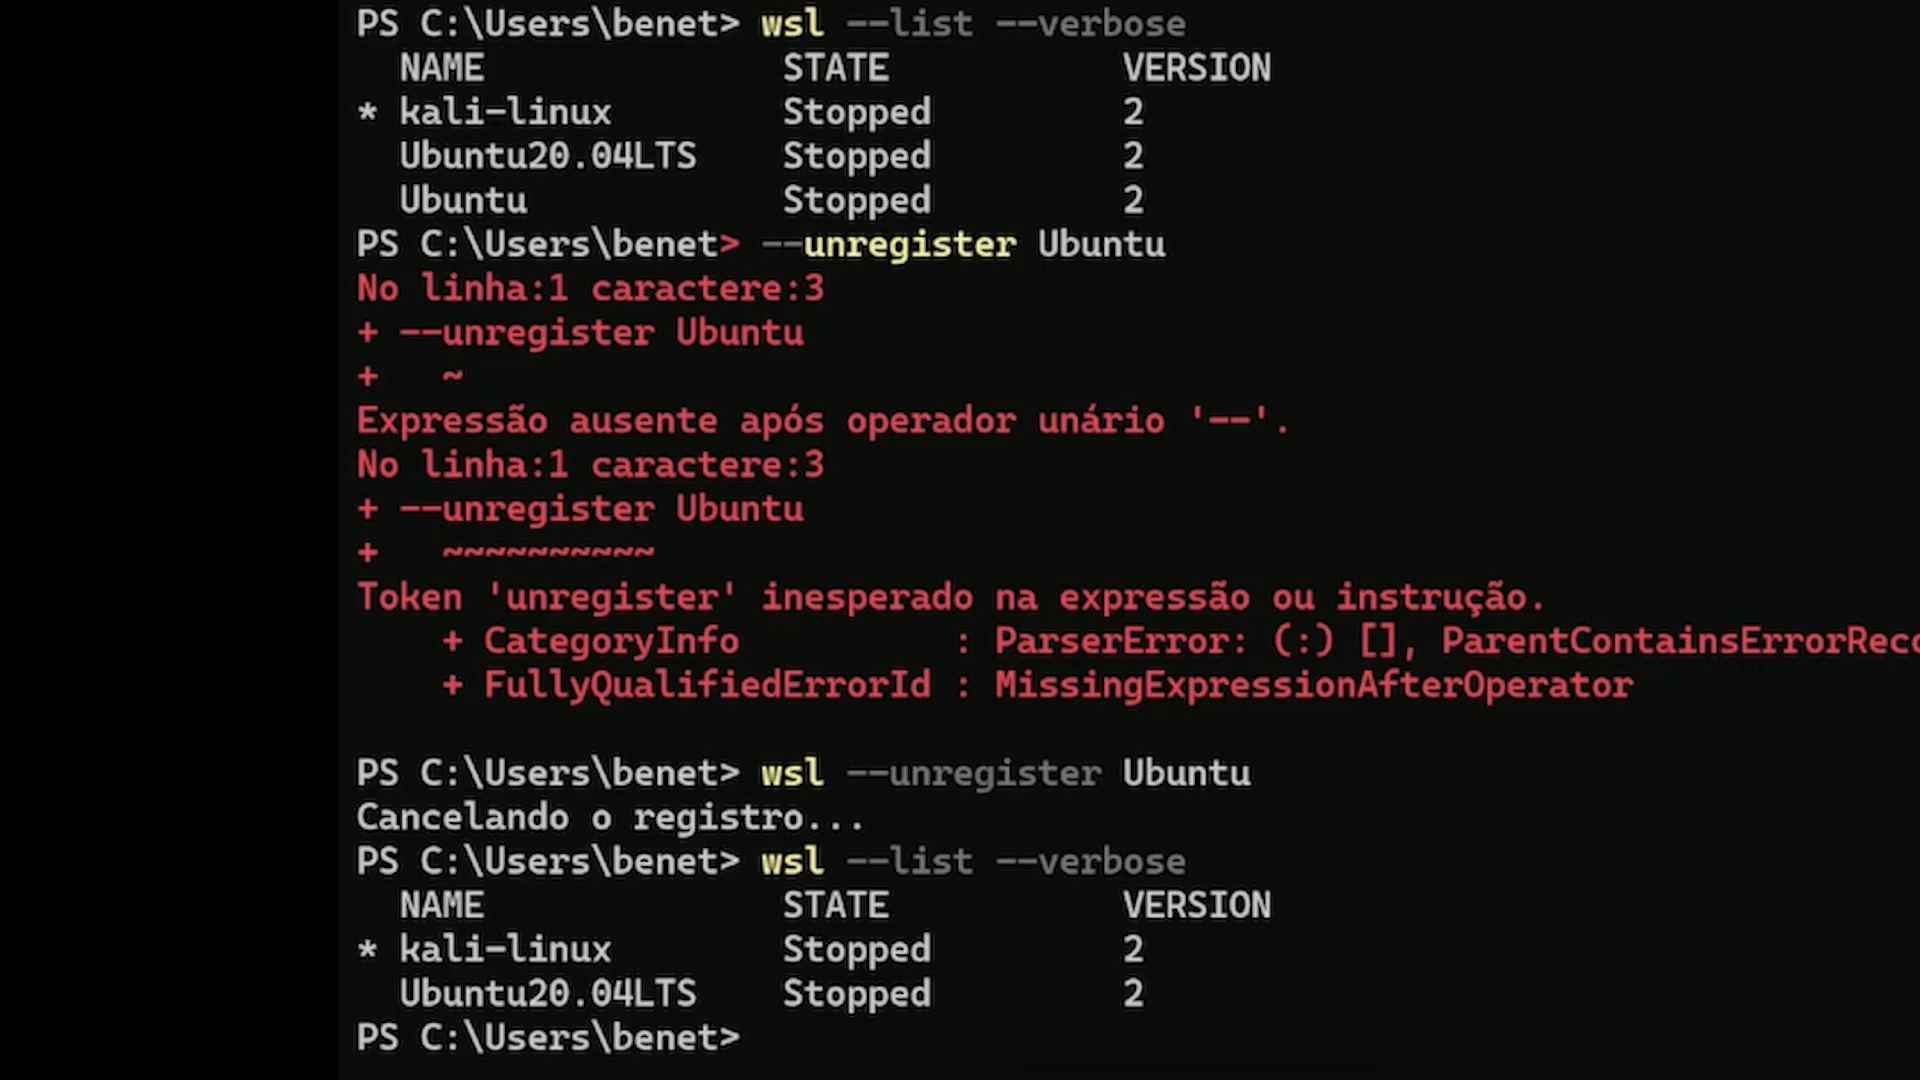 PS C:\Users\benet> wsl --list --verbose
  NAME              STATE           VERSION
* kali-linux        Stopped         2
  Ubuntu20.04LTS    Stopped         2
  Ubuntu            Stopped         2
PS C:\Users\benet> --unregister Ubuntu
No linha:1 caractere:3
+ --unregister Ubuntu
+   ~
Expressão ausente após operador unário '--'.
No linha:1 caractere:3
+ --unregister Ubuntu
+   ~~~~~~~~~~
Token 'unregister' inesperado na expressão ou instrução.
    + CategoryInfo          : ParserError: (:) [], ParentContainsErrorReco
    + FullyQualifiedErrorId : MissingExpressionAfterOperator
PS C:\Users\benet> wsl --unregister Ubuntu
Cancelando o registro...
PS C:\Users\benet> wsl --list --verbose
  NAME              STATE           VERSION
* kali-linux        Stopped         2
  Ubuntu20.04LTS    Stopped         2
PS C:\Users\benet>